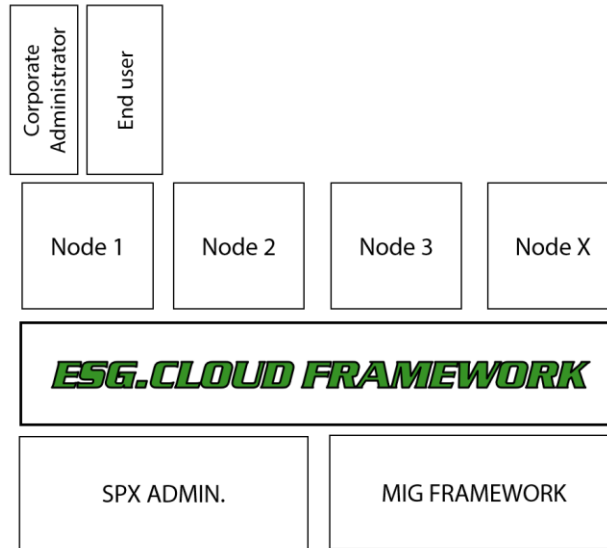 Corporate
Administrator
End user
Node 1
Node 2
Node 3
Node X
ESG.CLOUD FRAMEWORK
SPX ADMIN.
MIG FRAMEWORK